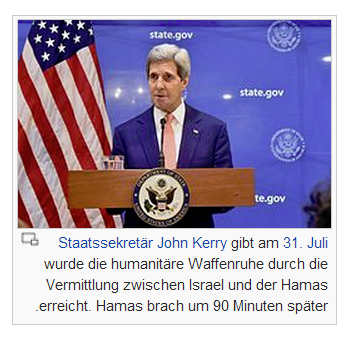 state.gov
state.gov
state.gov
Staatssekretär John Kerry gibt am 31. Juli
wurde die humanitäre Waffenruhe durch die
Vermittlung zwischen Israel und der Hamas
.erreicht. Hamas brach um 90 Minuten später